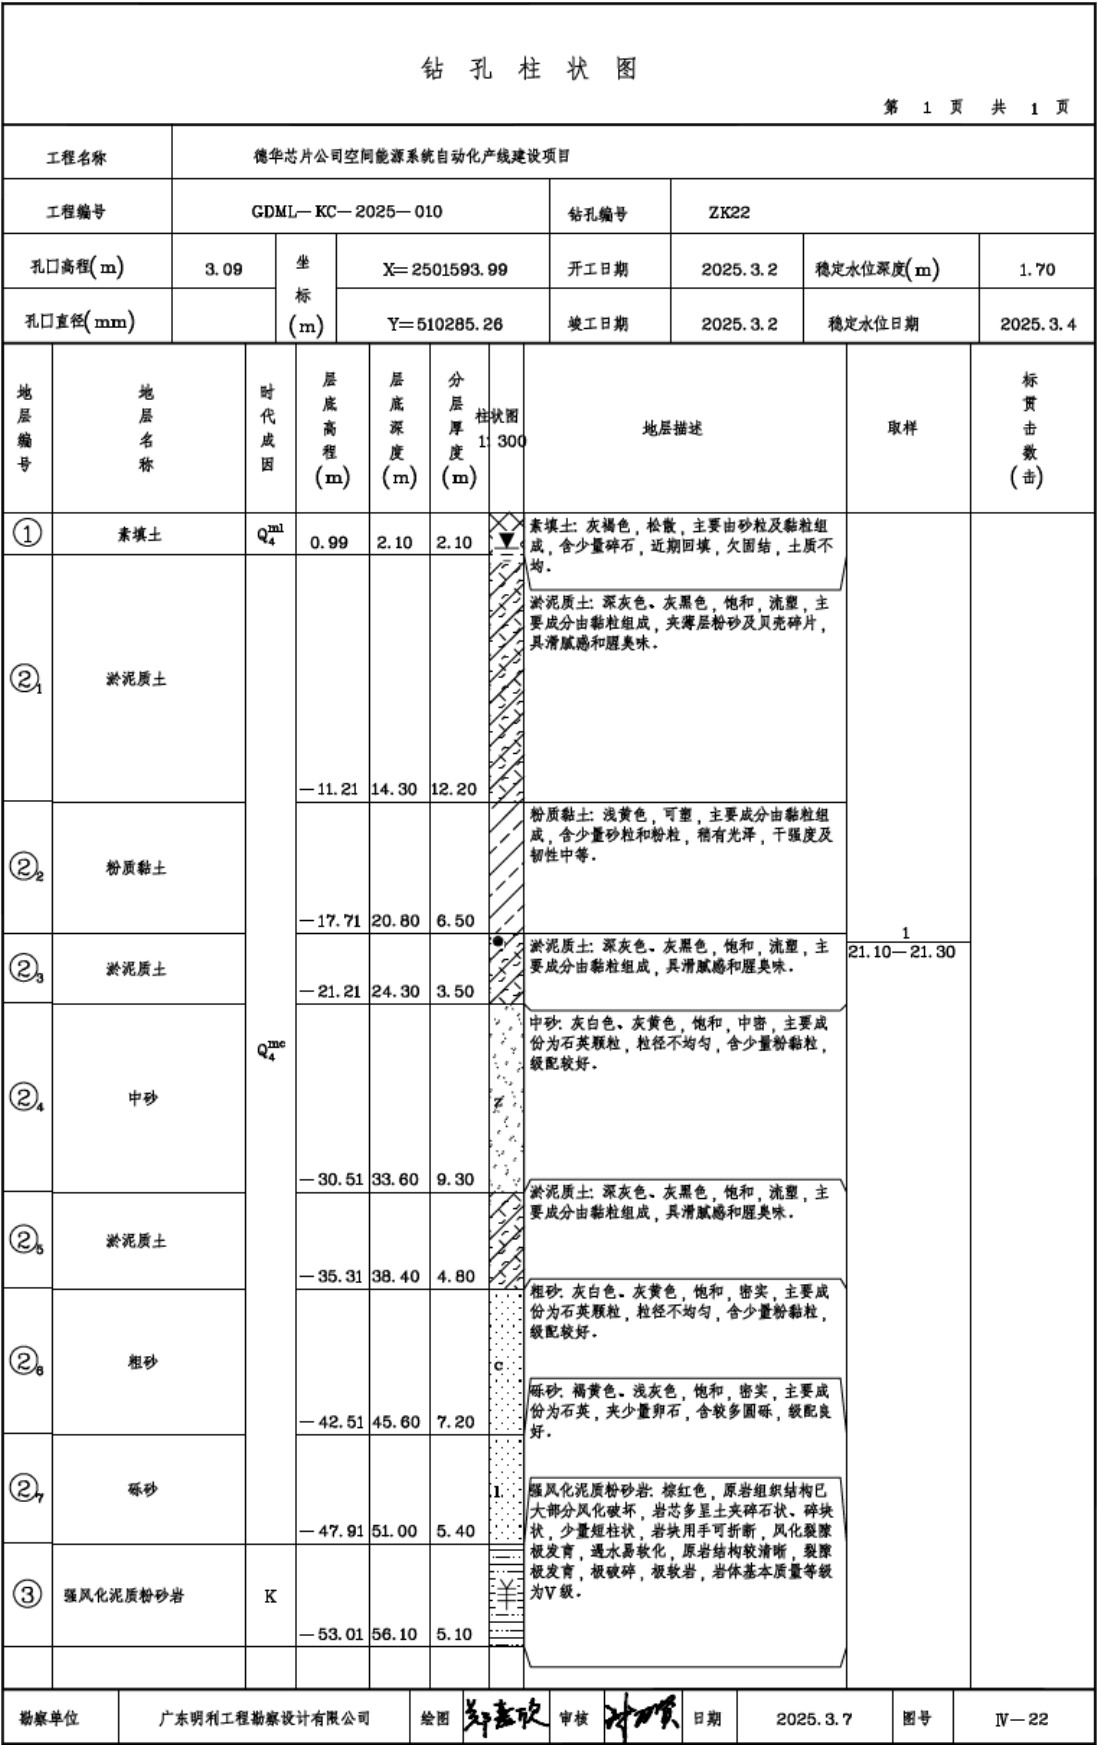 钻 孔 柱 状 图
第 1 页 共 1 页
工程名称 德华芯片公司空间能源系统自动化产线建设项目
工程编号 GDML-KC-2025-010 钻孔编号 ZK22
孔口高程(m) 3.09 坐标(m) X=2501593.99 开工日期 2025.3.2 稳定水位深度(m) 1.70
孔口直径(mm) Y=510285.26 竣工日期 2025.3.2 稳定水位日期 2025.3.4
地层编号 地层名称 时代成因 层底高程(m) 层底深度(m) 分层厚度(m) 柱状图 1:300 地层描述 取样 标贯击数(击)
① 素填土 Q4ml 0.99 2.10 2.10
素填土: 灰褐色, 松散, 主要由砂粒及黏粒组
成, 含少量碎石, 近期回填, 欠固结, 土质不
均.
②1 淤泥质土 -11.21 14.30 12.20
淤泥质土: 深灰色、灰黑色, 饱和, 流塑, 主
要成分由黏粒组成, 夹薄层粉砂及贝壳碎片,
具滑腻感和腥臭味.
②2 粉质黏土 -17.71 20.80 6.50
粉质黏土: 浅黄色, 可塑, 主要成分由黏粒组
成, 含少量砂粒和粉粒, 稍有光泽, 干强度及
韧性中等.
②3 淤泥质土 -21.21 24.30 3.50
淤泥质土: 深灰色、灰黑色, 饱和, 流塑, 主
要成分由黏粒组成, 具滑腻感和腥臭味.
1
21.10-21.30
Q4mc
②4 中砂 -30.51 33.60 9.30
z
中砂: 灰白色、灰黄色, 饱和, 中密, 主要成
份为石英颗粒, 粒径不均匀, 含少量粉黏粒,
级配较好.
②5 淤泥质土 -35.31 38.40 4.80
淤泥质土: 深灰色、灰黑色, 饱和, 流塑, 主
要成分由黏粒组成, 具滑腻感和腥臭味.
②6 粗砂 -42.51 45.60 7.20
c
粗砂: 灰白色、灰黄色, 饱和, 密实, 主要成
份为石英颗粒, 粒径不均匀, 含少量粉黏粒,
级配较好.
②7 砾砂 -47.91 51.00 5.40
l
砾砂: 褐黄色、浅灰色, 饱和, 密实, 主要成
份为石英, 夹少量卵石, 含较多圆砾, 级配良
好.
③ 强风化泥质粉砂岩 K -53.01 56.10 5.10
强风化泥质粉砂岩: 棕红色, 原岩组织结构已
大部分风化破坏, 岩芯多呈土夹碎石状、碎块
状, 少量短柱状, 岩块用手可折断, 风化裂隙
极发育, 遇水易软化, 原岩结构较清晰, 裂隙
极发育, 极破碎, 极软岩, 岩体基本质量等级
为V级.
勘察单位 广东明利工程勘察设计有限公司 绘图 郑嘉欣 审核 日期 2025.3.7 图号 Ⅳ-22